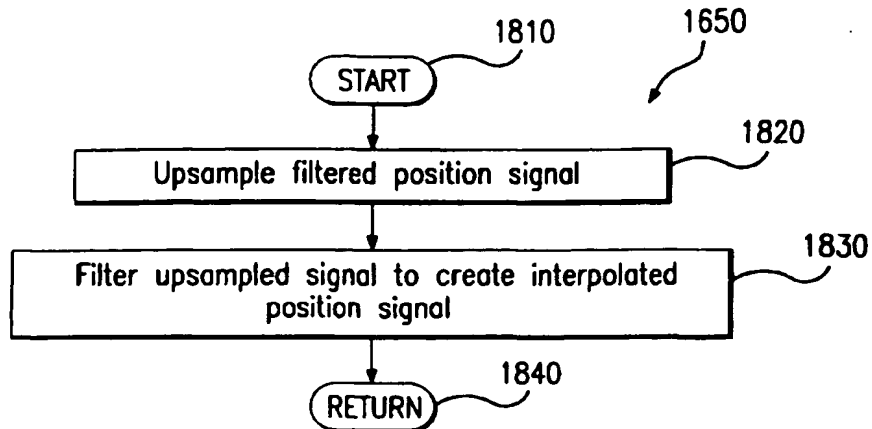 1810
1650
START
1820
Upsample filtered position signal
1830
Filter upsampled signal to create interpolated
position signal
1840
RETURN